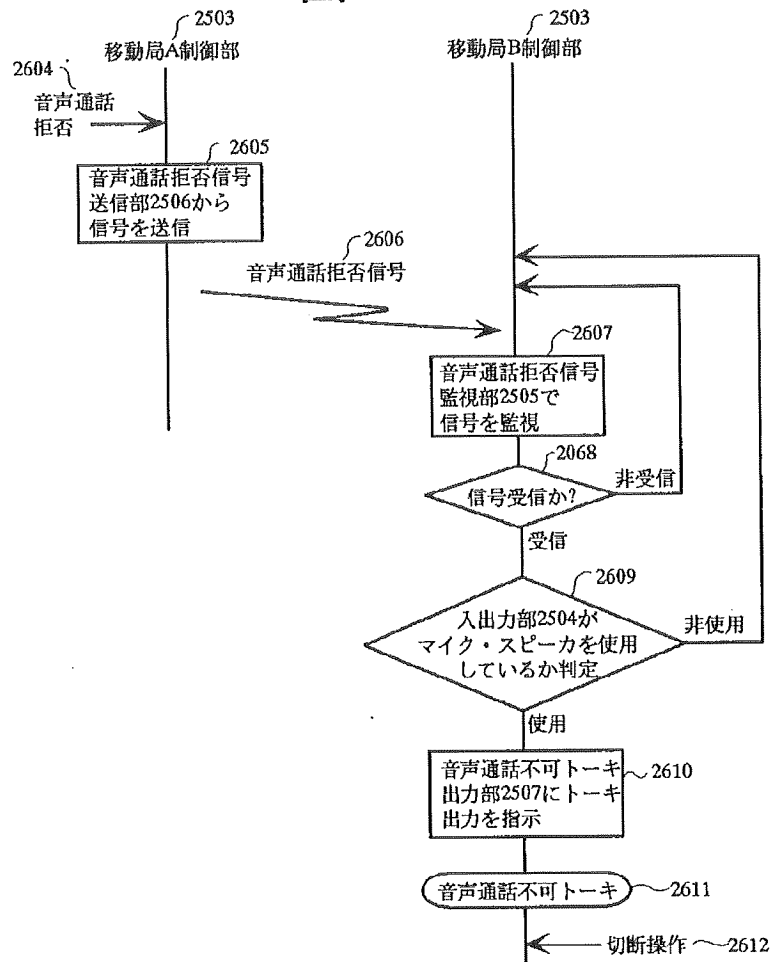 2503
移動局A制御部
2503
移動局B制御部
2604
音声通話
拒否
2605
音声通話拒否信号
送信部2506から
信号を送信
2606
音声通話拒否信号
2607
音声通話拒否信号
監視部2505で
信号を監視
2068
信号受信か?
非受信
受信
2609
入出力部2504が
マイク・スピーカを使用
しているか判定
非使用
使用
音声通話不可トーキ
出力部2507にトーキ
出力を指示
2610
音声通話不可トーキ
2611
切断操作
2612